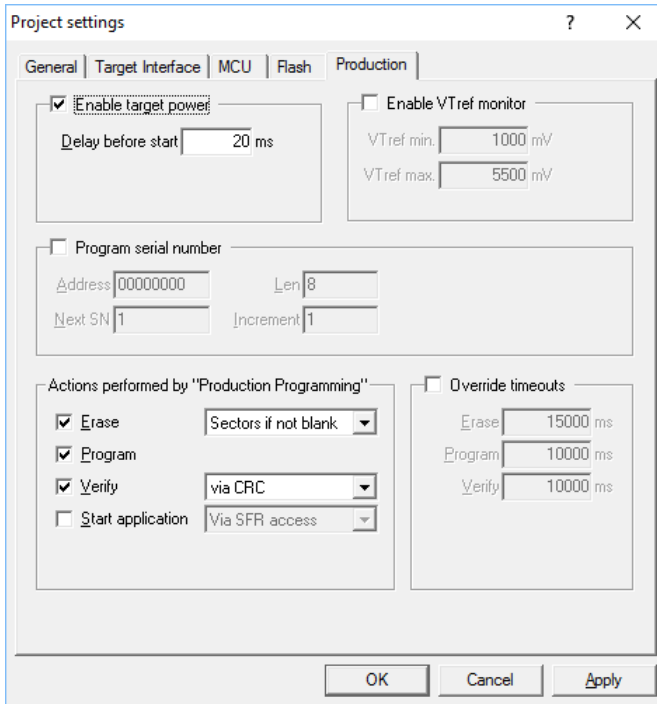 Project settings ?
General Target Interface MCU Flash Production
Enable target power
Delay before start 20 ms
Enable VTref monitor
VTref min. 1000 mV
VTref max. 5500 mV
Program serial number
Address 00000000 Len 8
Next SN 1 Increment 1
Actions performed by "Production Programming"
Erase Sectors if not blank
Program
Verify via CRC
Start application Via SFR access
Override timeouts
Erase 15000 ms
Program 10000 ms
Verify 10000 ms
OK Cancel Apply